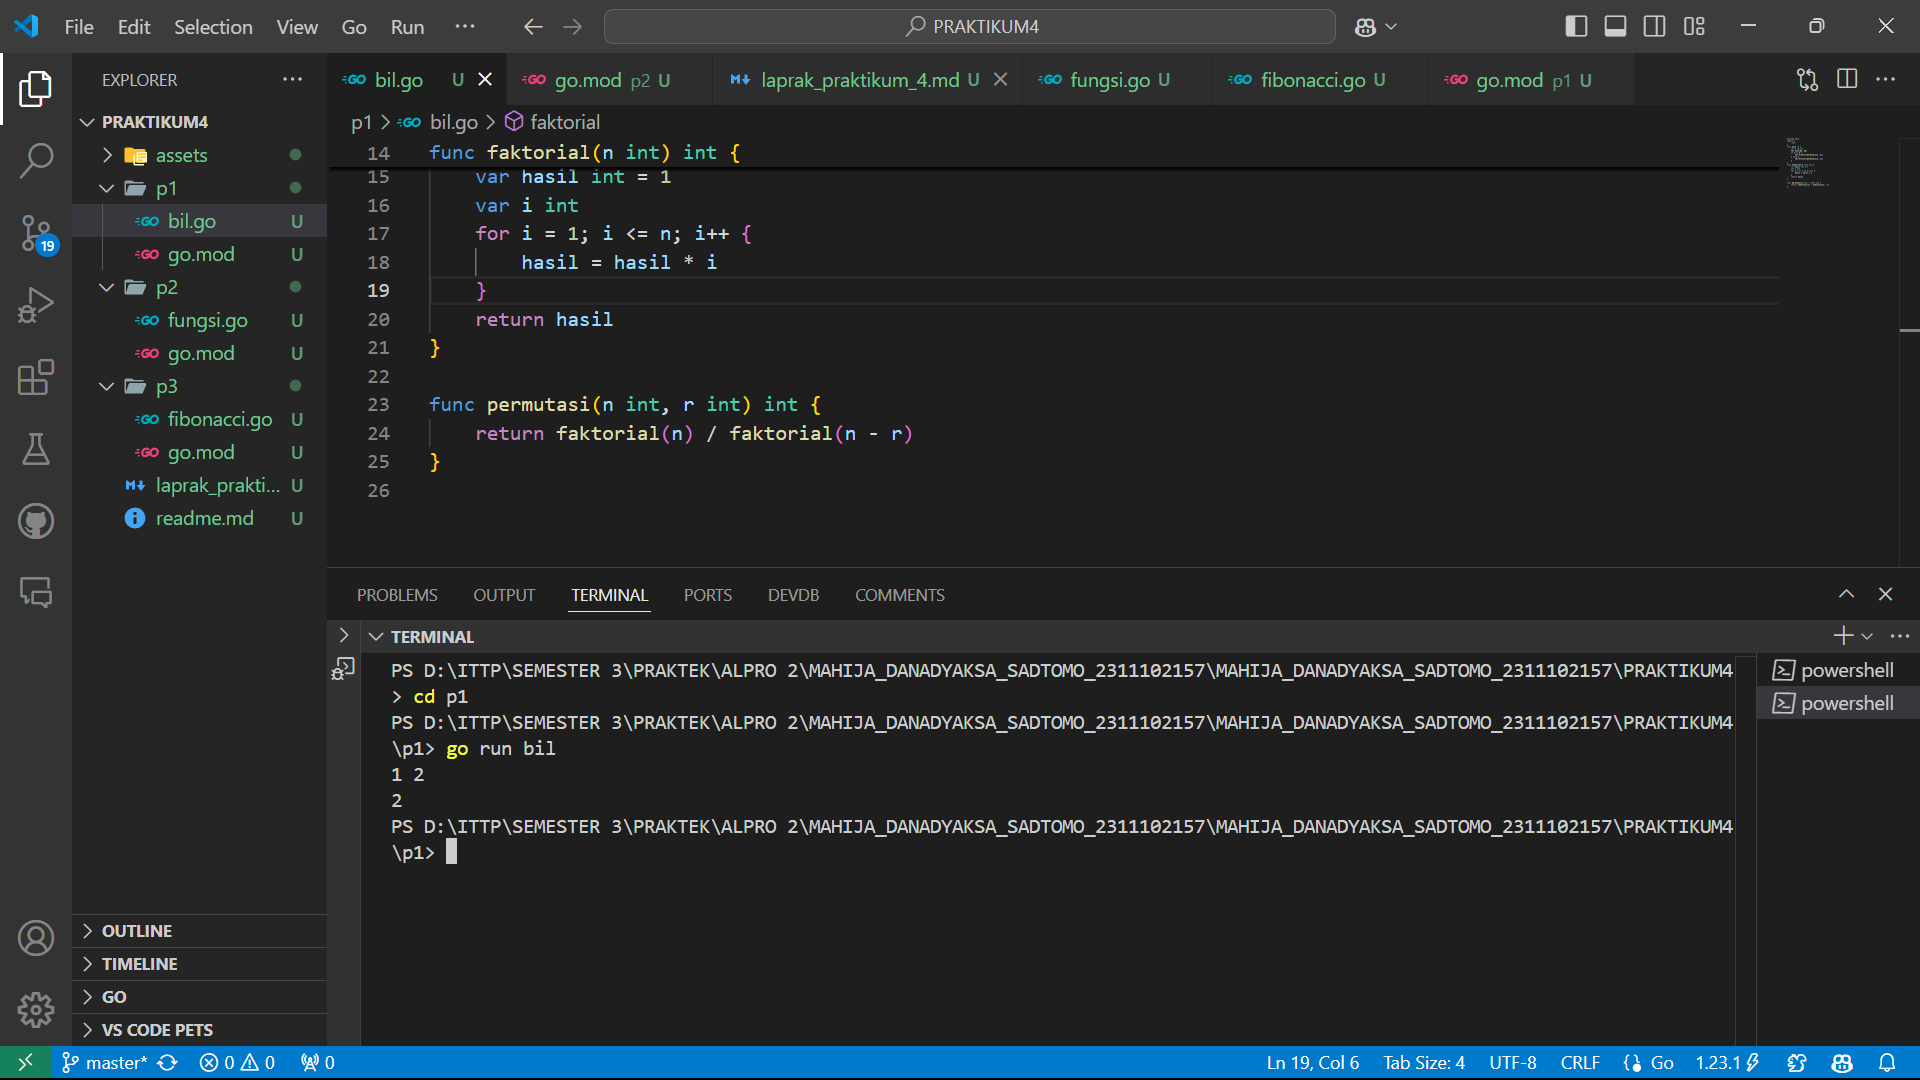 File Edit Selection View Go Run ··· PRAKTIKUM4
EXPLORER ···
PRAKTIKUM4
assets
p1
bil.go U
go.mod U
p2
fungsi.go U
go.mod U
p3
fibonacci.go U
go.mod U
laprak_prakti... U
readme.md U
OUTLINE
TIMELINE
GO
VS CODE PETS
19
bil.go U go.mod p2 U laprak_praktikum_4.md U fungsi.go U fibonacci.go U go.mod p1 U
p1 > bil.go > faktorial
14 func faktorial(n int) int {
15 var hasil int = 1
16 var i int
17 for i = 1; i <= n; i++ {
18 hasil = hasil * i
19 }
20 return hasil
21 }
22
23 func permutasi(n int, r int) int {
24 return faktorial(n) / faktorial(n - r)
25 }
26
PROBLEMS OUTPUT TERMINAL PORTS DEVDB COMMENTS
TERMINAL
PS D:\ITTP\SEMESTER 3\PRAKTEK\ALPRO 2\MAHIJA_DANADYAKSA_SADTOMO_2311102157\MAHIJA_DANADYAKSA_SADTOMO_2311102157\PRAKTIKUM4
> cd p1
PS D:\ITTP\SEMESTER 3\PRAKTEK\ALPRO 2\MAHIJA_DANADYAKSA_SADTOMO_2311102157\MAHIJA_DANADYAKSA_SADTOMO_2311102157\PRAKTIKUM4
\p1> go run bil
1 2
2
PS D:\ITTP\SEMESTER 3\PRAKTEK\ALPRO 2\MAHIJA_DANADYAKSA_SADTOMO_2311102157\MAHIJA_DANADYAKSA_SADTOMO_2311102157\PRAKTIKUM4
\p1>
powershell
powershell
master* 0 0 0 Ln 19, Col 6 Tab Size: 4 UTF-8 CRLF {} Go 1.23.1